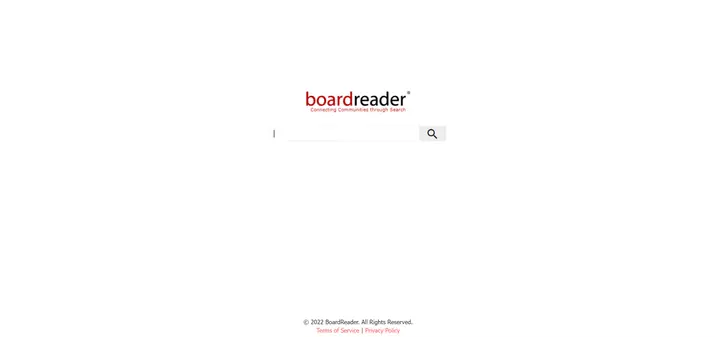 boardreader®
Connecting Communities through Search
© 2022 BoardReader. All Rights Reserved.
Terms of Service | Privacy Policy